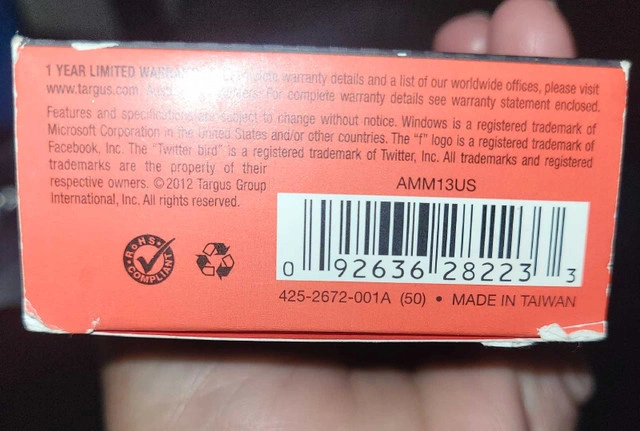 1 YEAR LIMITED warranty details and a list of our worldwide offices, please visit
www.targus.com. For complete warranty details see warranty statement enclosed.
Features and specifications are subject to change without notice. Windows is a registered trademark of
Microsoft Corporation in the United States and/or other countries. The "f" logo is a registered trademark of
Facebook, Inc. The "Twitter bird" is a registered trademark of Twitter, Inc. All trademarks and registered
trademarks are the property of their
respective owners. ©2012 Targus Group
International, Inc. All rights reserved.
AMM13US
RoHS COMPLIANT
0 92636 28223 3
425-2672-001A (50) • MADE IN TAIWAN